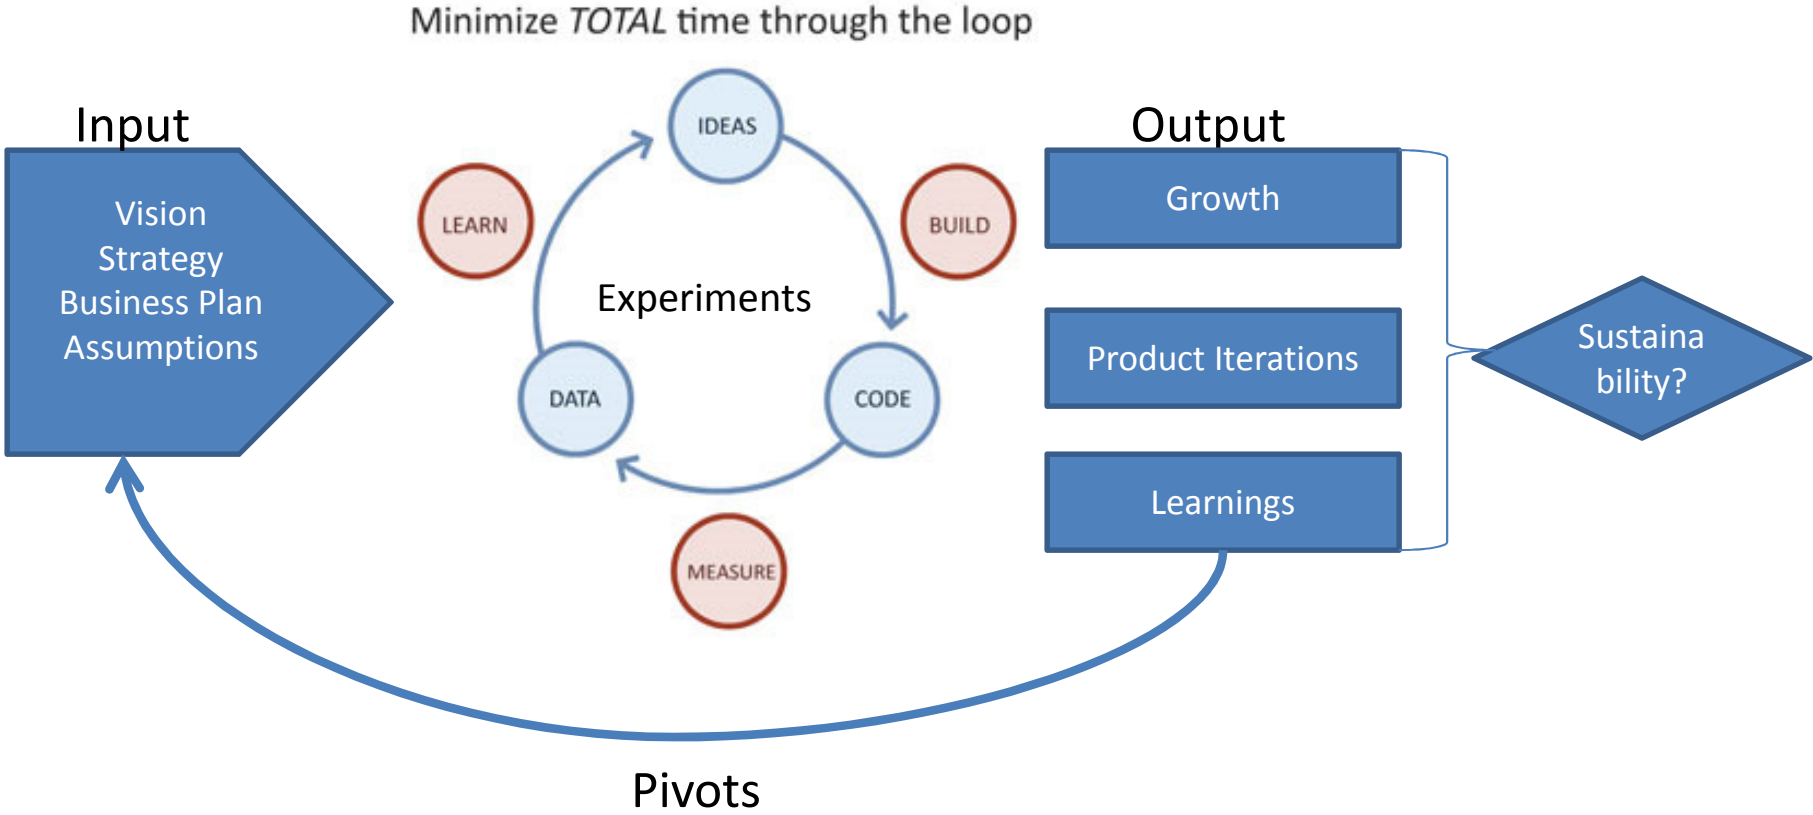 Minimize TOTAL time through the loop
Input
Vision
Strategy
Business Plan
Assumptions
IDEAS
LEARN
BUILD
Experiments
DATA
CODE
MEASURE
Output
Growth
Product Iterations
Learnings
Sustaina
bility?
Pivots